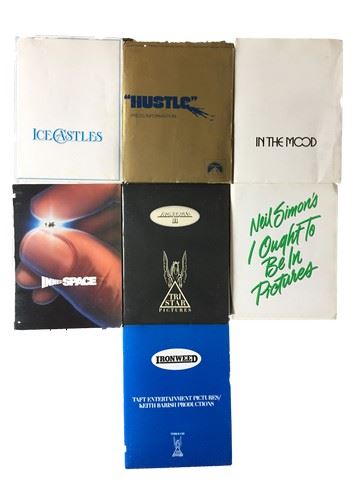 ICE CASTLES
"HUSTLE"
PRESS INFORMATION
IN THE MOOD
INNERSPACE
II
TRI
STAR
PICTURES
Neil Simon's
I Ought To
Be In
Pictures
IRONWEED
TAFT ENTERTAINMENT PICTURES/
KEITH BARISH PRODUCTIONS